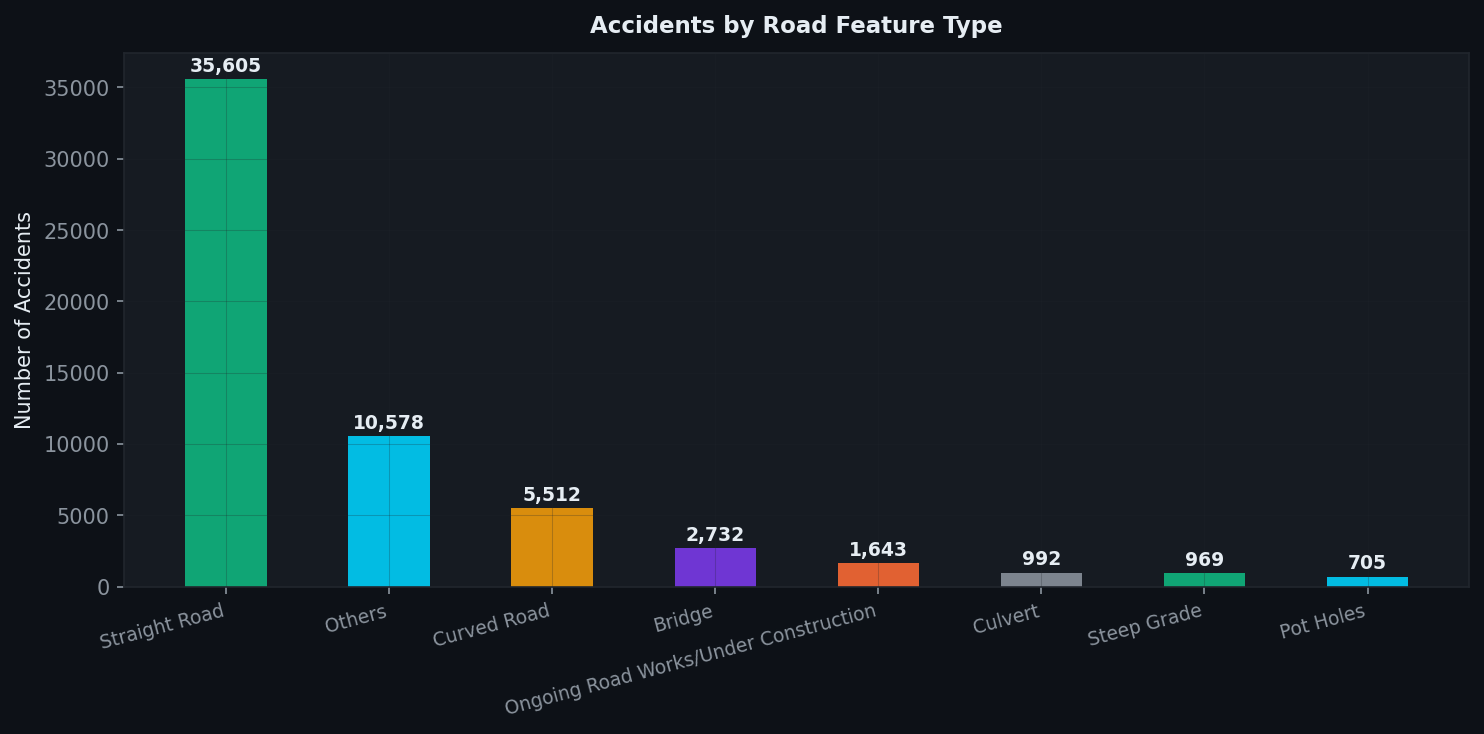 Accidents by Road Feature Type
Number of Accidents
35000
30000
25000
20000
15000
10000
5000
0
35,605
10,578
5,512
2,732
1,643
992
969
705
Straight Road
Others
Curved Road
Bridge
Ongoing Road Works/Under Construction
Culvert
Steep Grade
Pot Holes